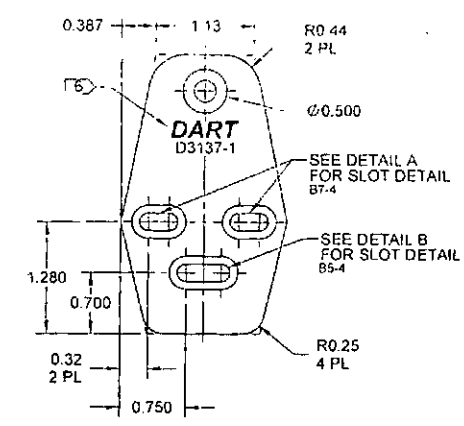 0.387
1.13
R0.44
2 PL
6
Ø0.500
DART
D3137-1
SEE DETAIL A
FOR SLOT DETAIL
B7-4
SEE DETAIL B
FOR SLOT DETAIL
B5-4
1.280
0.700
R0.25
4 PL
0.32
2 PL
0.750